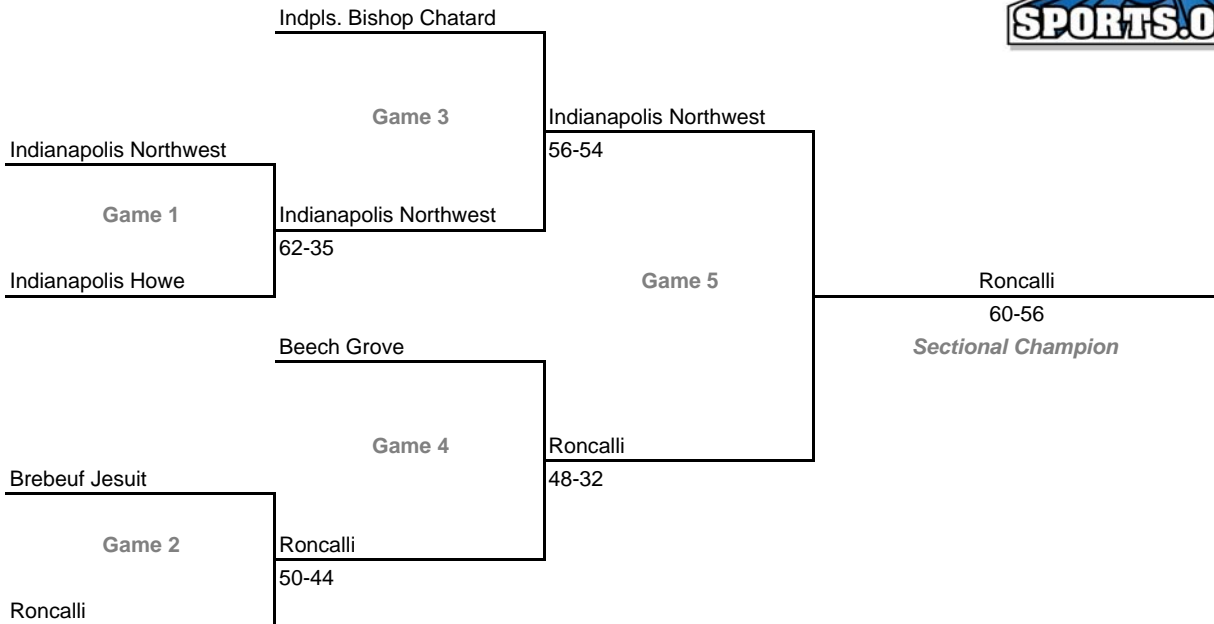 Indpls. Bishop Chatard
SPORTS.O
Game 3
Indianapolis Northwest
Indianapolis Northwest
56-54
Game 1
Indianapolis Northwest
62-35
Indianapolis Howe
Game 5
Roncalli
60-56
Beech Grove
Sectional Champion
Game 4
Roncalli
Brebeuf Jesuit
48-32
Game 2
Roncalli
50-44
Roncalli